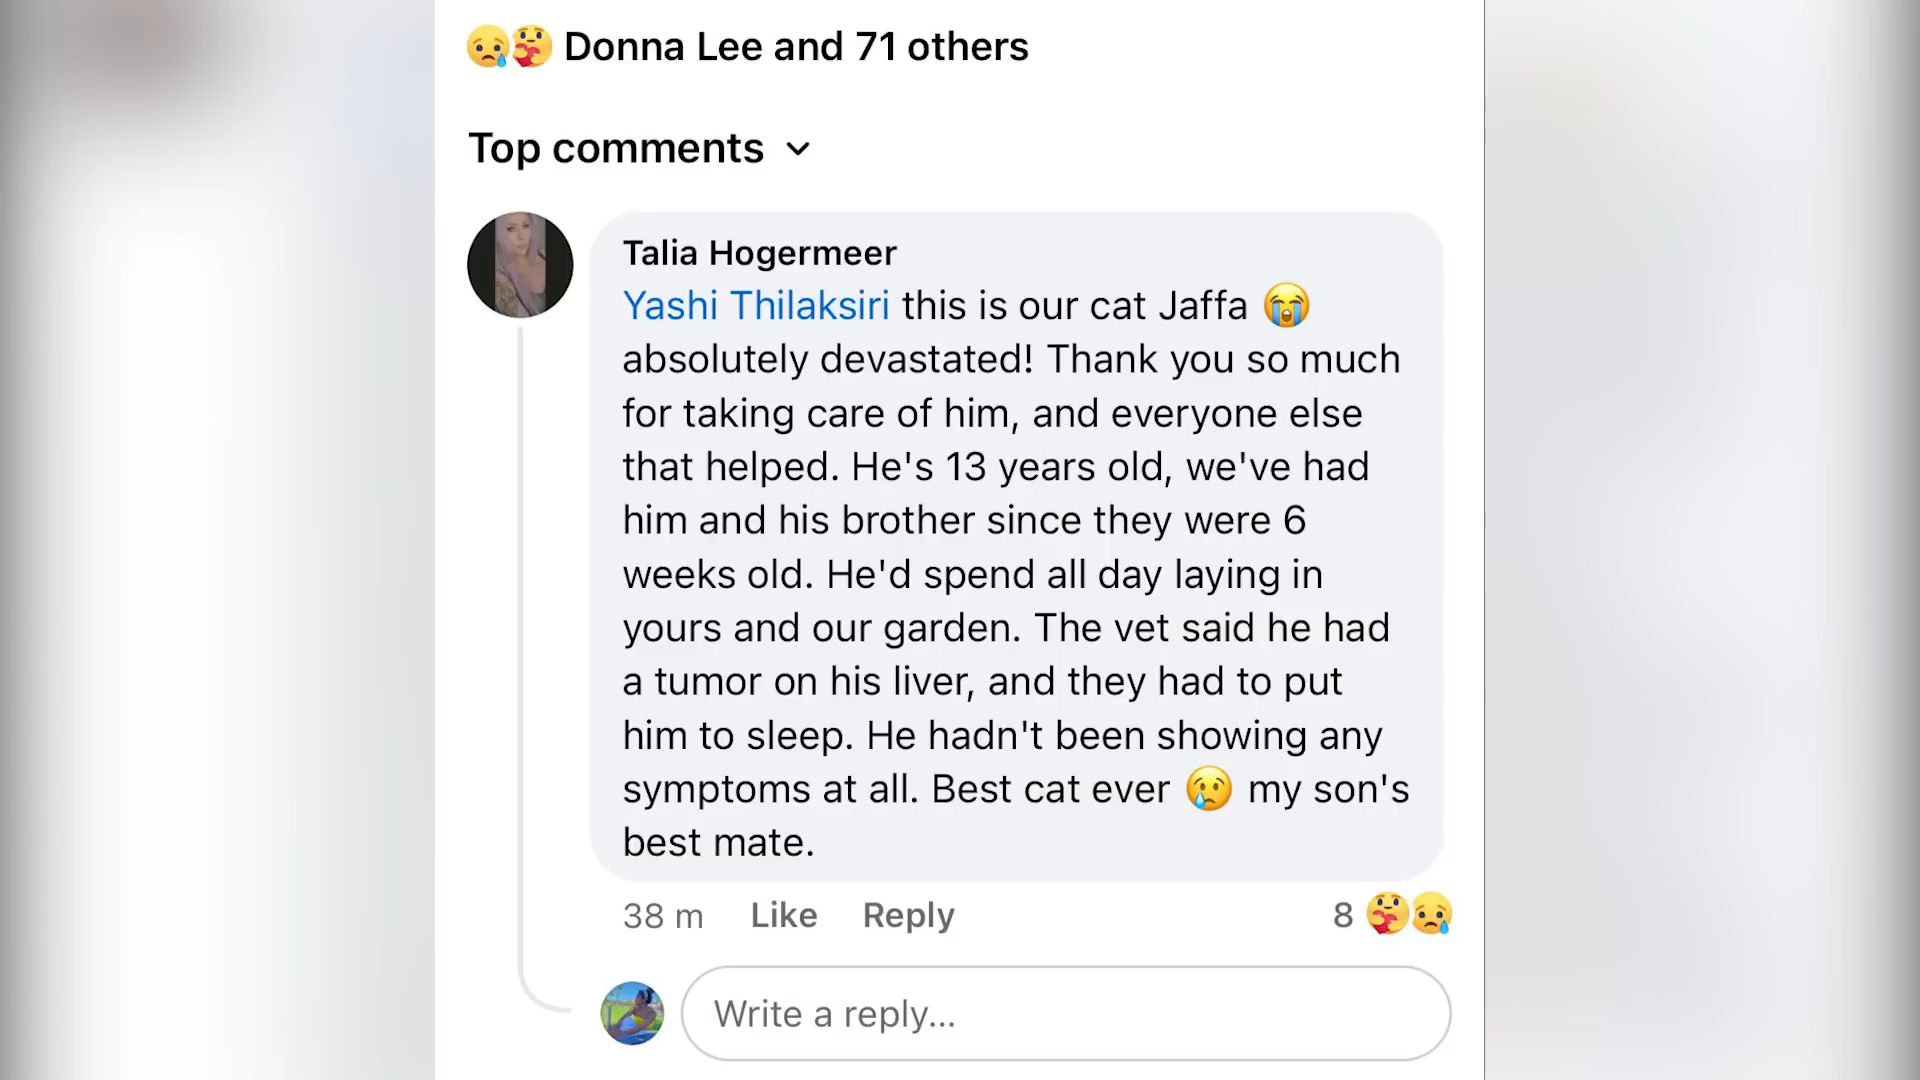 Donna Lee and 71 others
Top comments
Talia Hogermeer
Yashi Thilaksiri this is our cat Jaffa 😭
absolutely devastated! Thank you so much
for taking care of him, and everyone else
that helped. He's 13 years old, we've had
him and his brother since they were 6
weeks old. He'd spend all day laying in
yours and our garden. The vet said he had
a tumor on his liver, and they had to put
him to sleep. He hadn't been showing any
symptoms at all. Best cat ever 😢 my son's
best mate.
38 m Like Reply 8
Write a reply...